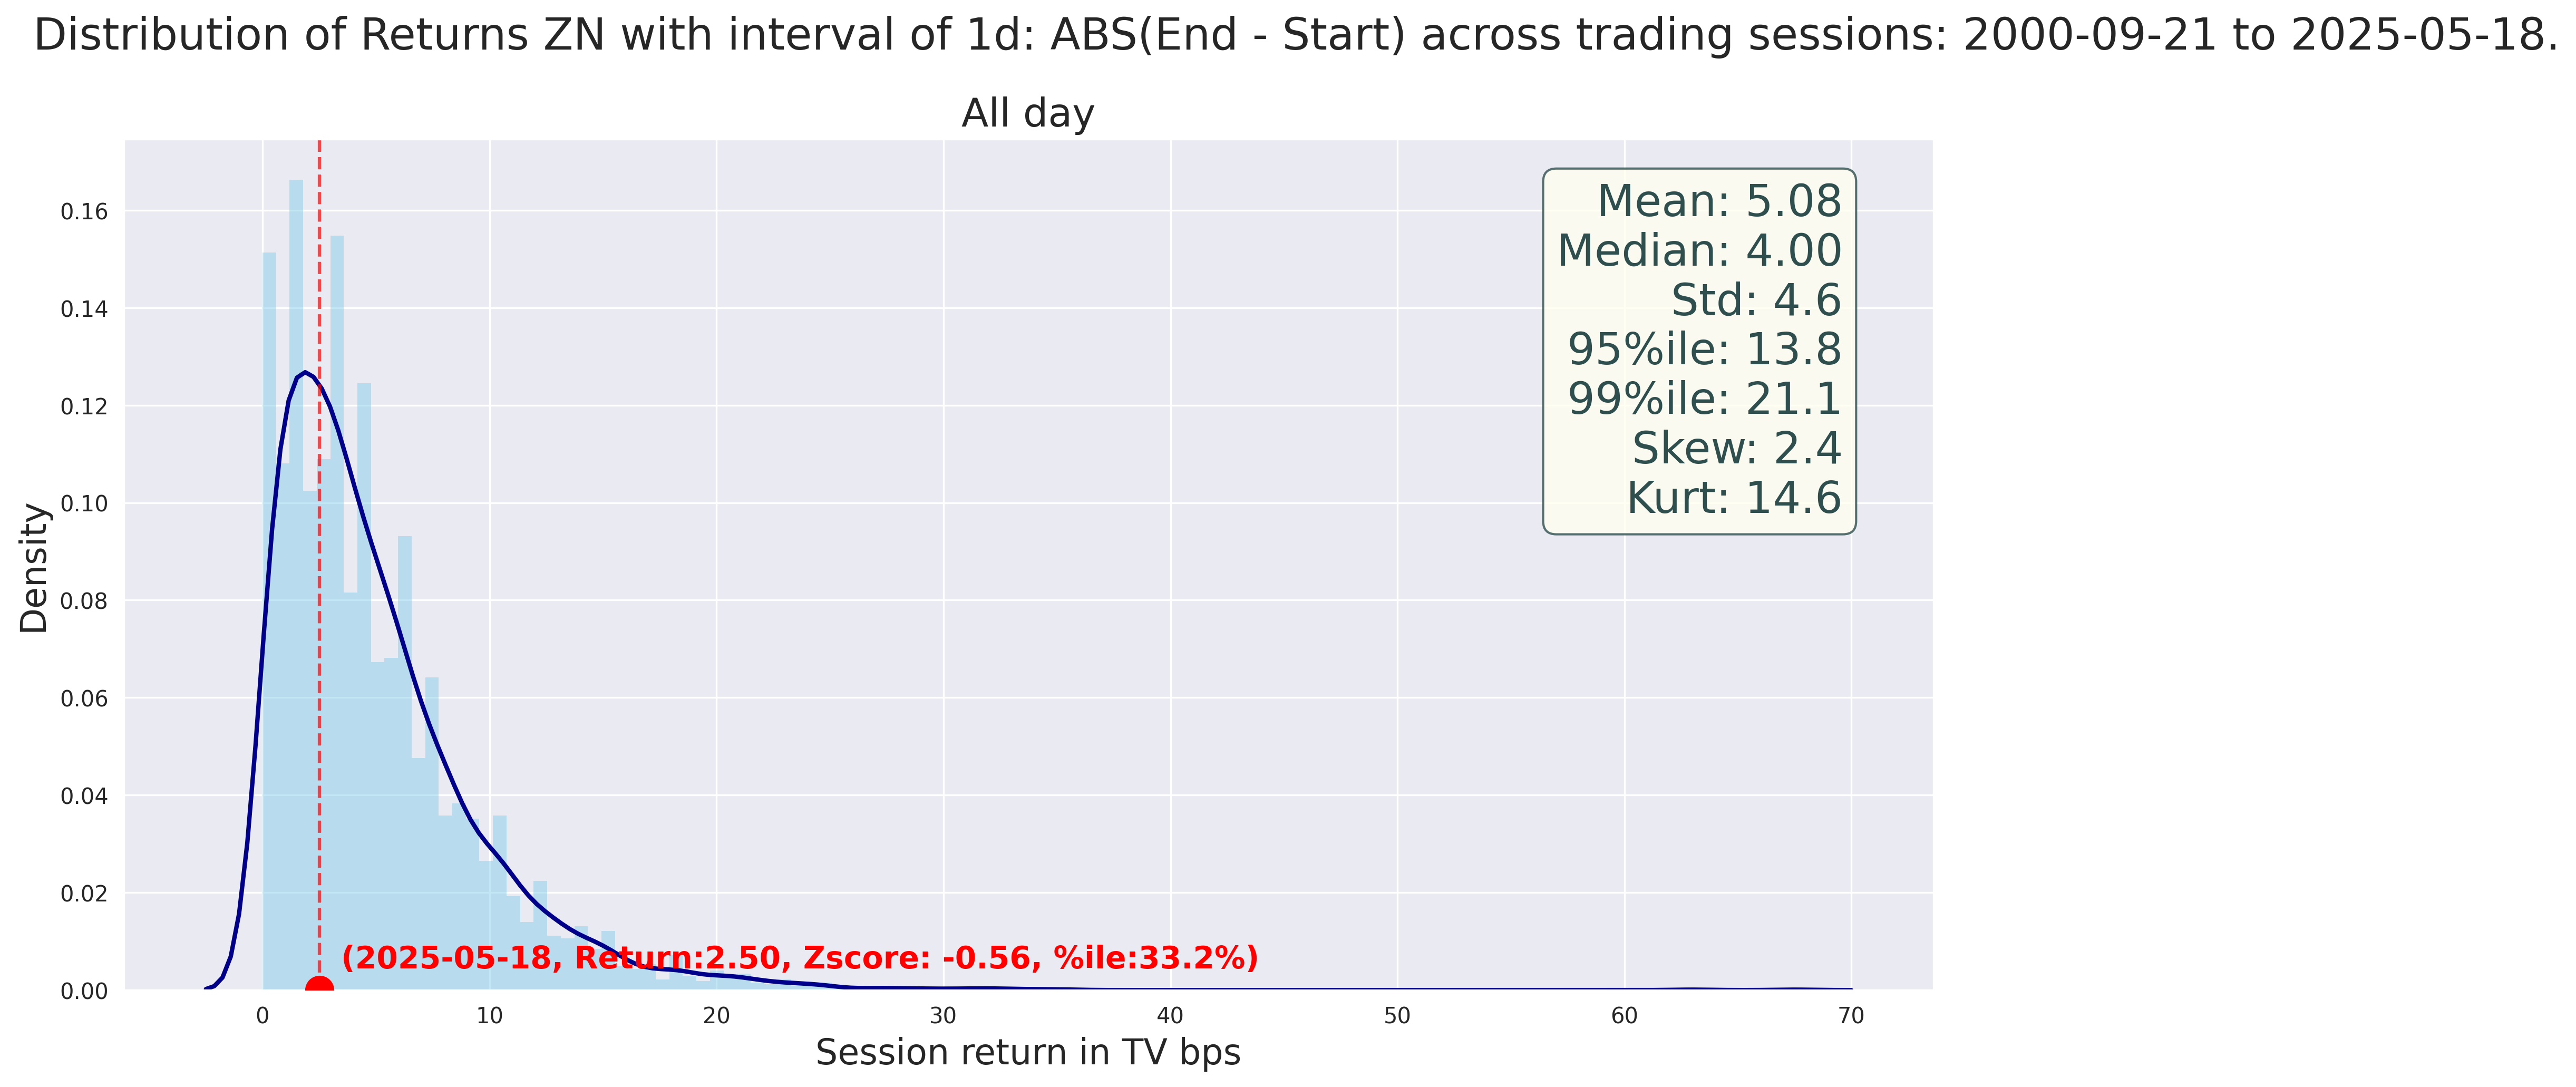 Distribution of Returns ZN with interval of 1d: ABS(End - Start) across trading sessions: 2000-09-21 to 2025-05-18.
All day
Mean: 5.08
Median: 4.00
Std: 4.6
95%ile: 13.8
99%ile: 21.1
Skew: 2.4
Kurt: 14.6
Density
0.16
0.14
0.12
0.10
0.08
0.06
0.04
0.02
0.00
(2025-05-18, Return:2.50, Zscore: -0.56, %ile:33.2%)
0 10 20 30 40 50 60 70
Session return in TV bps